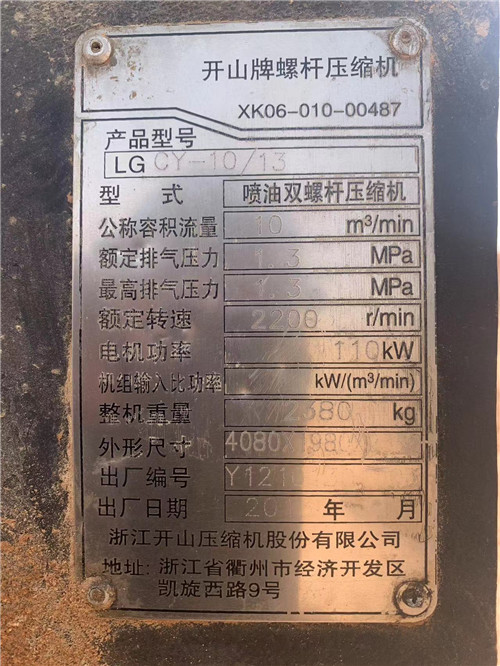 开山牌螺杆压缩机
XK06-010-00487
产品型号
LG CY-10/13
型 式 喷油双螺杆压缩机
公称容积流量 10 m³/min
额定排气压力 1.3 MPa
最高排气压力 1.3 MPa
额定转速 2200 r/min
电机功率 110kW
机组输入比功率 kW/(m³/min)
整机重量 2380 kg
外形尺寸
出厂编号
出厂日期 20 年 月
浙江开山压缩机股份有限公司
地址: 浙江省衢州市经济开发区
凯旋西路9号